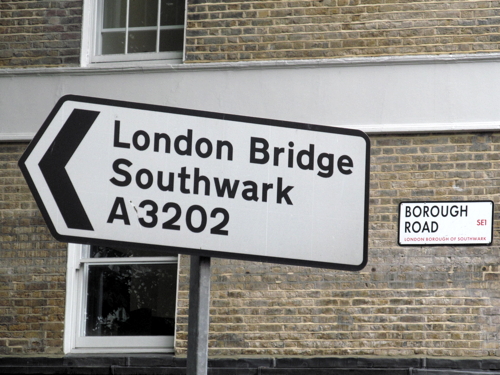 London Bridge
Southwark
A3202
BOROUGH
ROAD SE1
LONDON BOROUGH OF SOUTHWARK